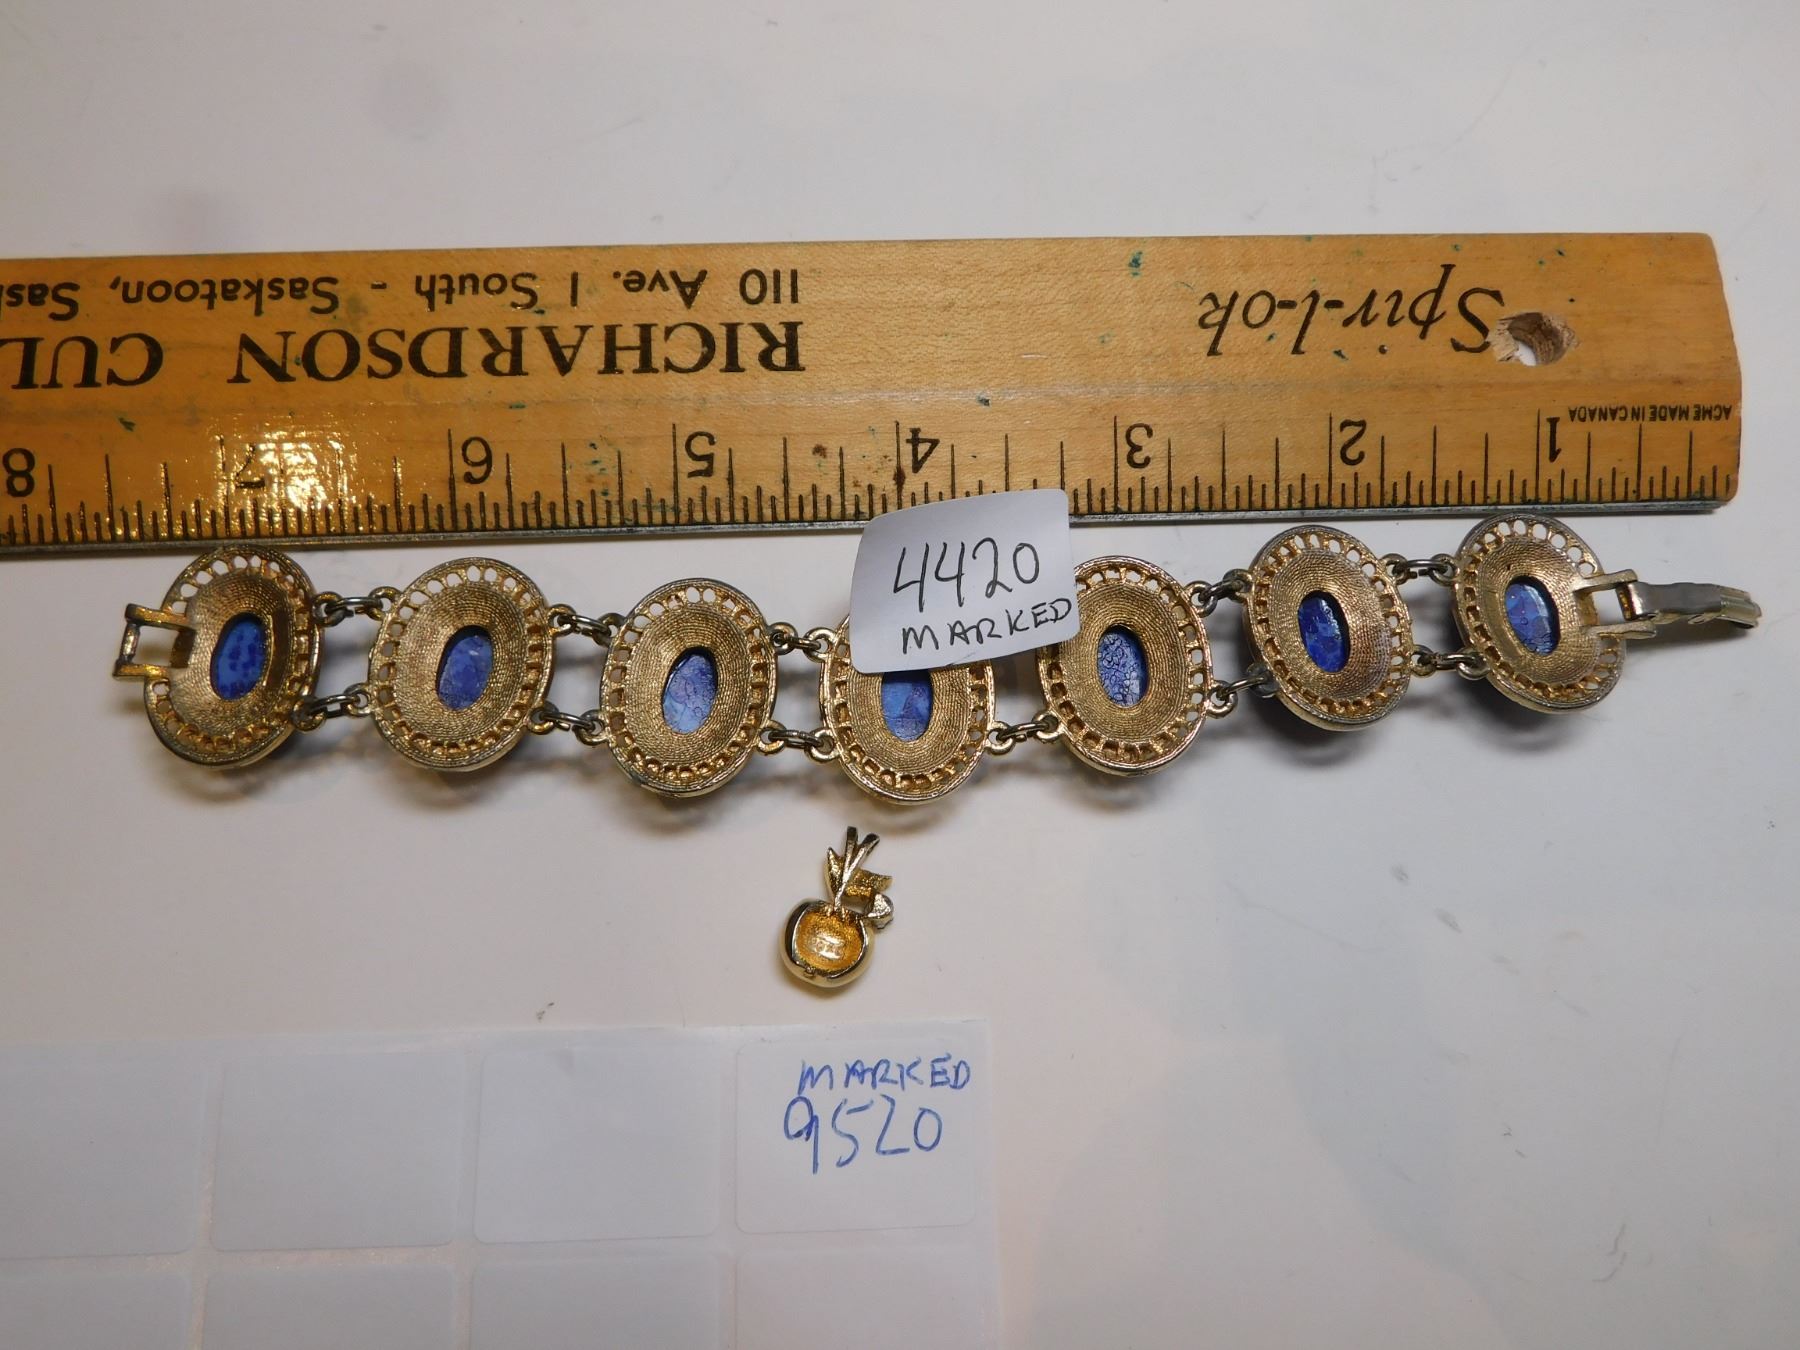 Spir-l-ok
110 Ave. 1 South - Saskatoon, Sas
RICHARDSON CUL
ACME MADE IN CANADA
1 2 3 4 5 6 7 8
4420
MARKED
MARKED
9520